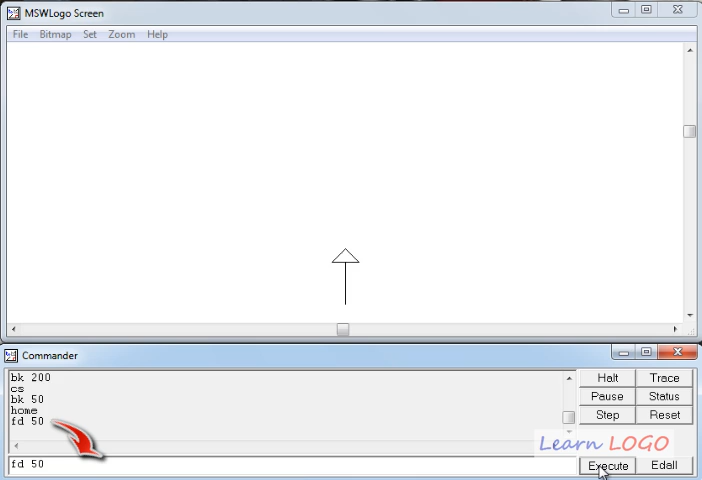 MSWLogo Screen
File Bitmap Set Zoom Help
Commander
bk 200
cs
bk 50
home
fd 50
fd 50
Halt Trace
Pause Status
Step Reset
Learn LOGO
Execute Edall